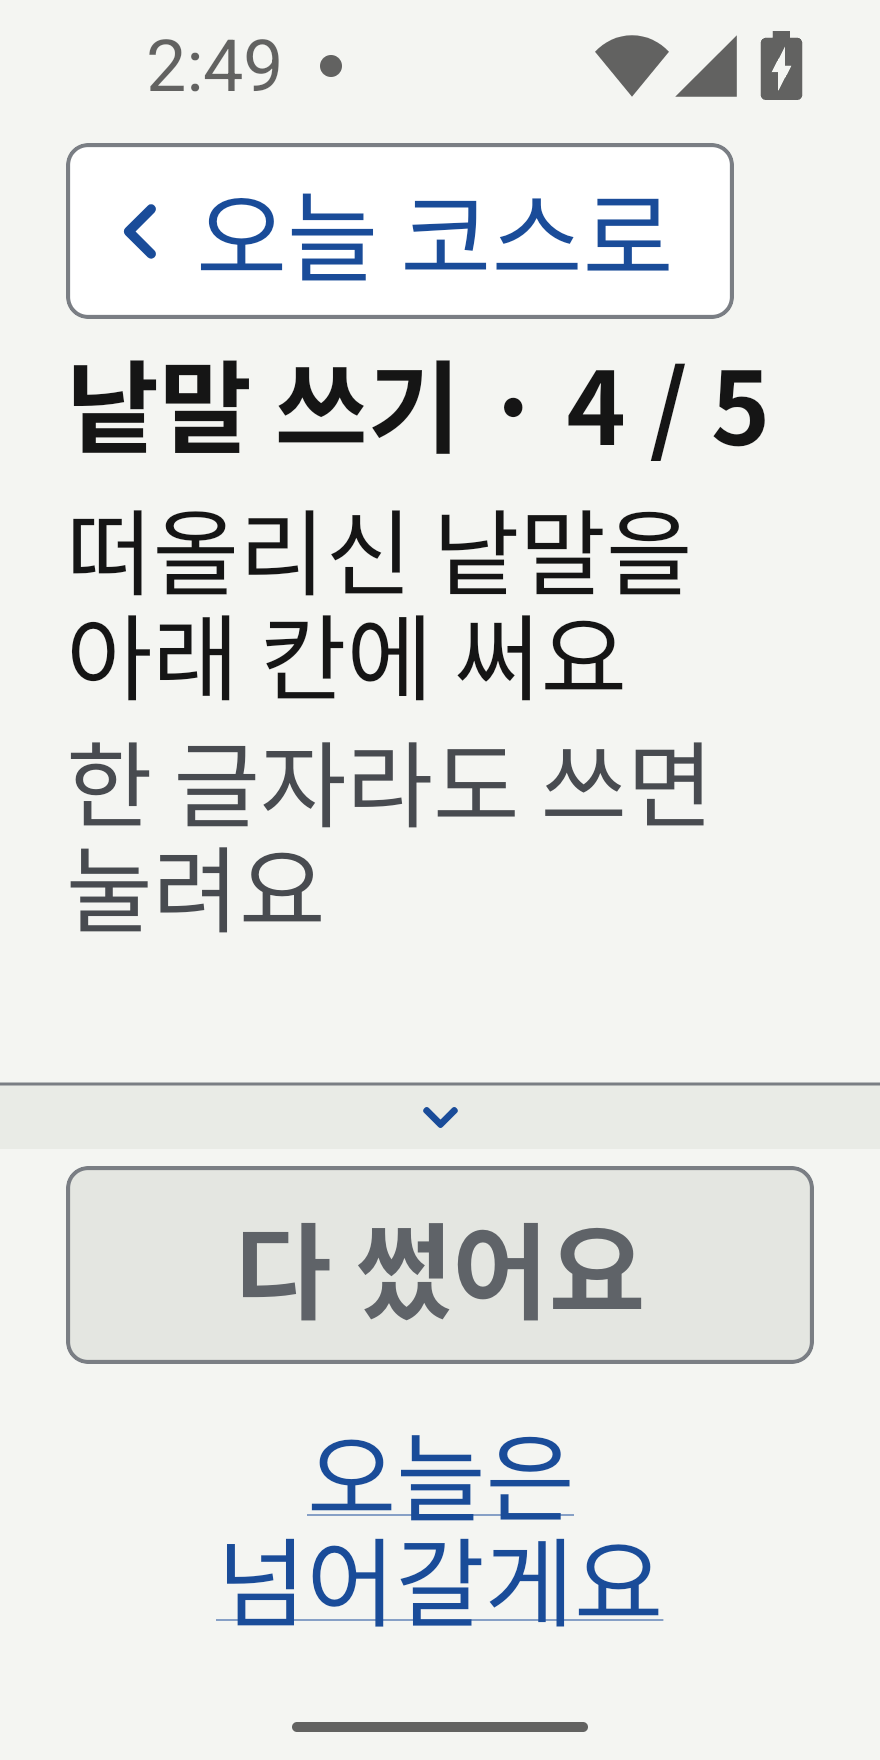 2:49
오늘 코스로
낱말 쓰기 · 4 / 5
떠올리신 낱말을
아래 칸에 써요
한 글자라도 쓰면
눌려요
다 썼어요
오늘은
넘어갈게요